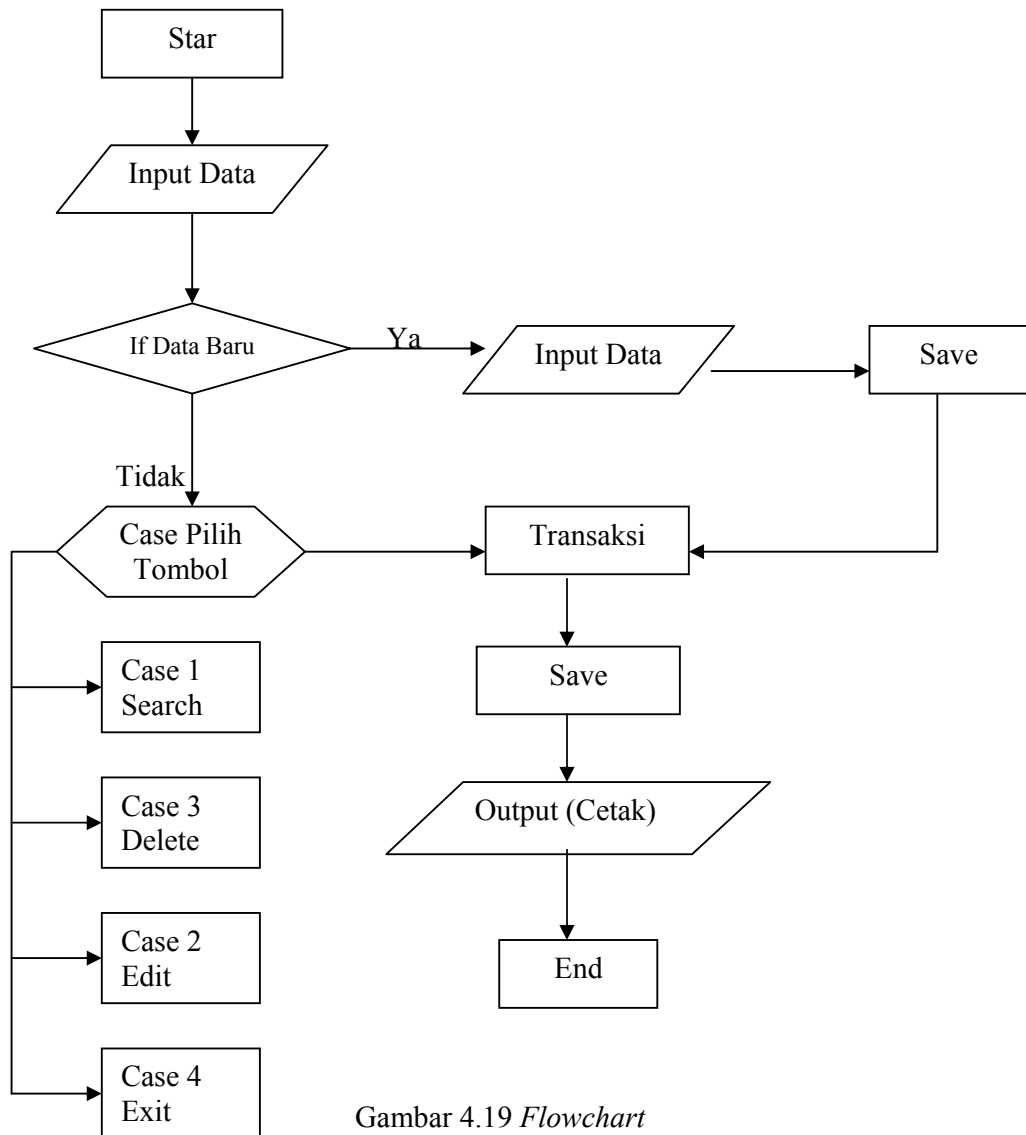 Star
Input Data
If Data Baru
Ya
Input Data
Save
Tidak
Case Pilih
Tombol
Transaksi
Case 1
Search
Save
Case 3
Delete
Output (Cetak)
Case 2
Edit
End
Case 4
Exit
Gambar 4.19 Flowchart